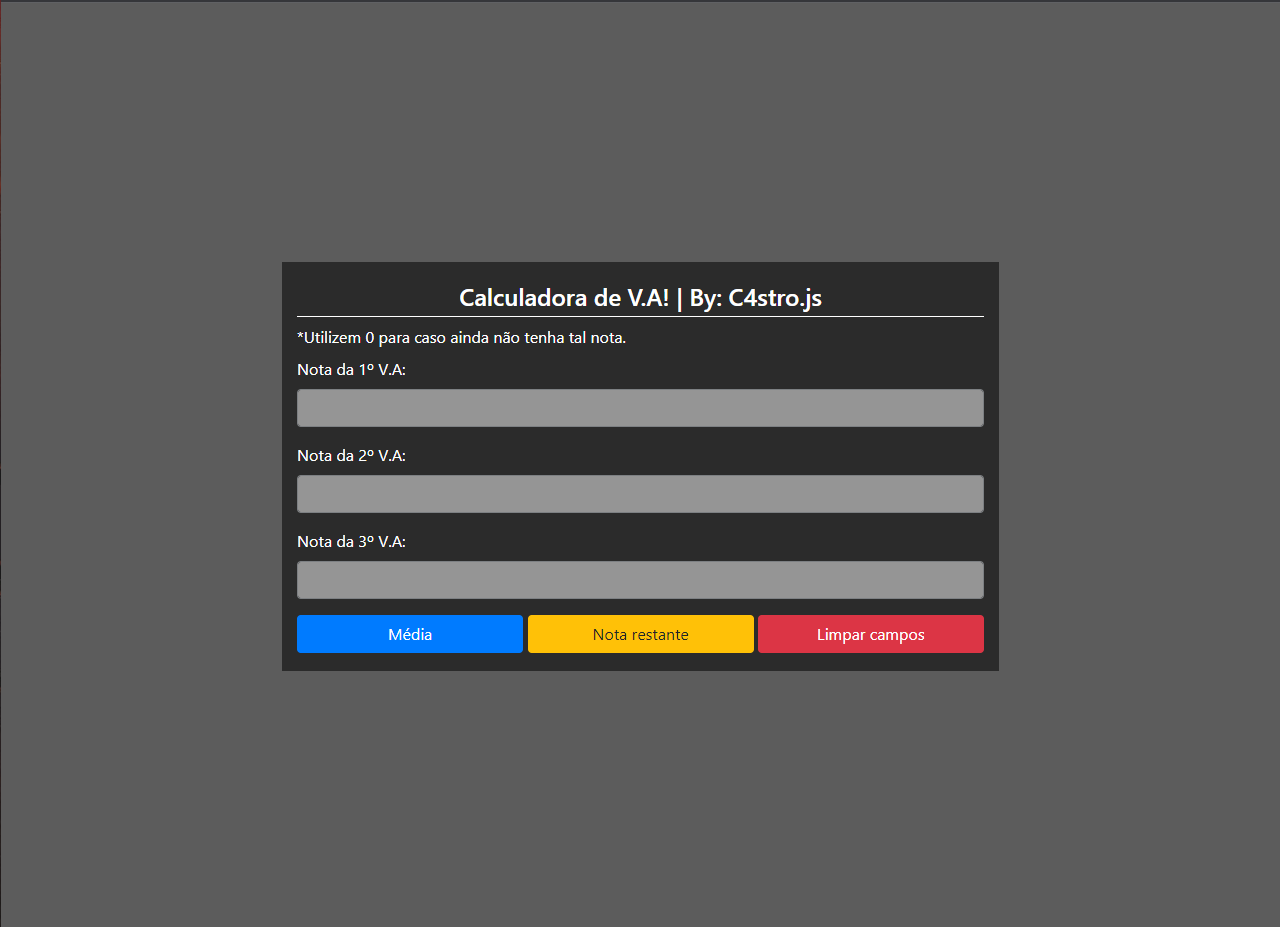 Calculadora de V.A! | By: C4stro.js
*Utilizem 0 para caso ainda não tenha tal nota.
Nota da 1º V.A:
Nota da 2º V.A:
Nota da 3º V.A:
Média Nota restante Limpar campos